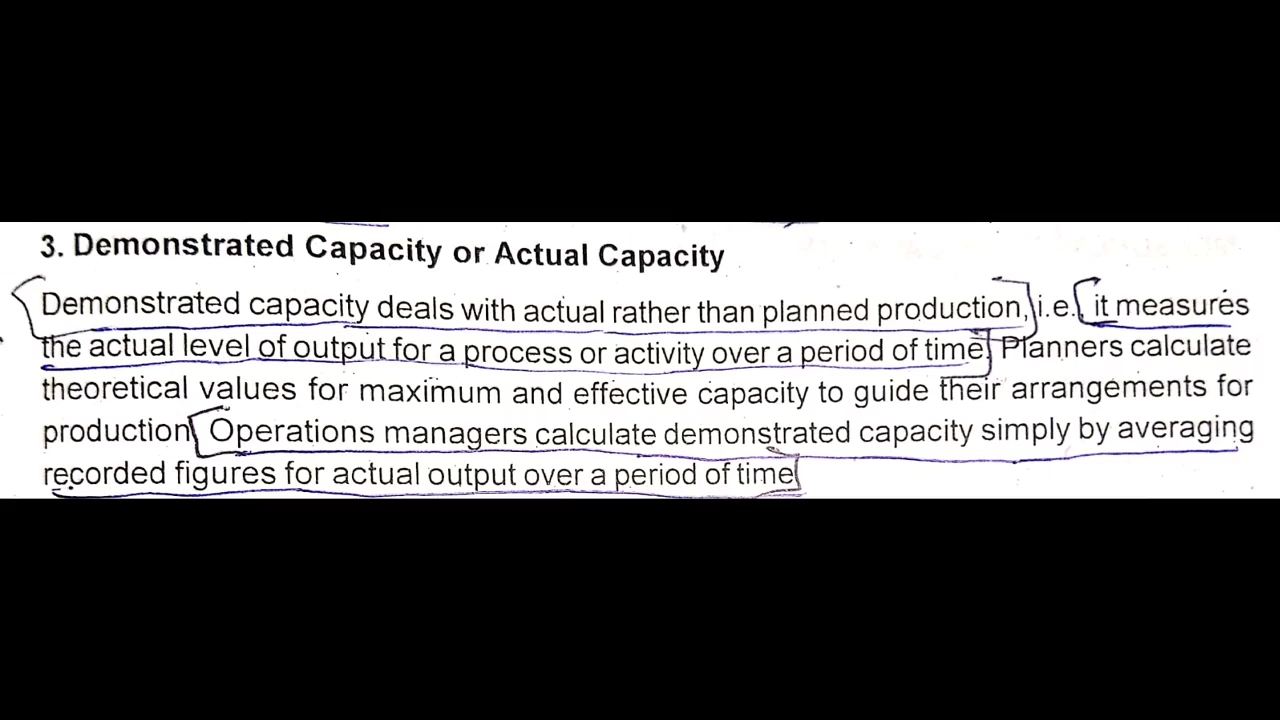 3. Demonstrated Capacity or Actual Capacity
Demonstrated capacity deals with actual rather than planned production, i.e. it measures
the actual level of output for a process or activity over a period of time Planners calculate
theoretical values for maximum and effective capacity to guide their arrangements for
production Operations managers calculate demonstrated capacity simply by averaging
recorded figures for actual output over a period of time